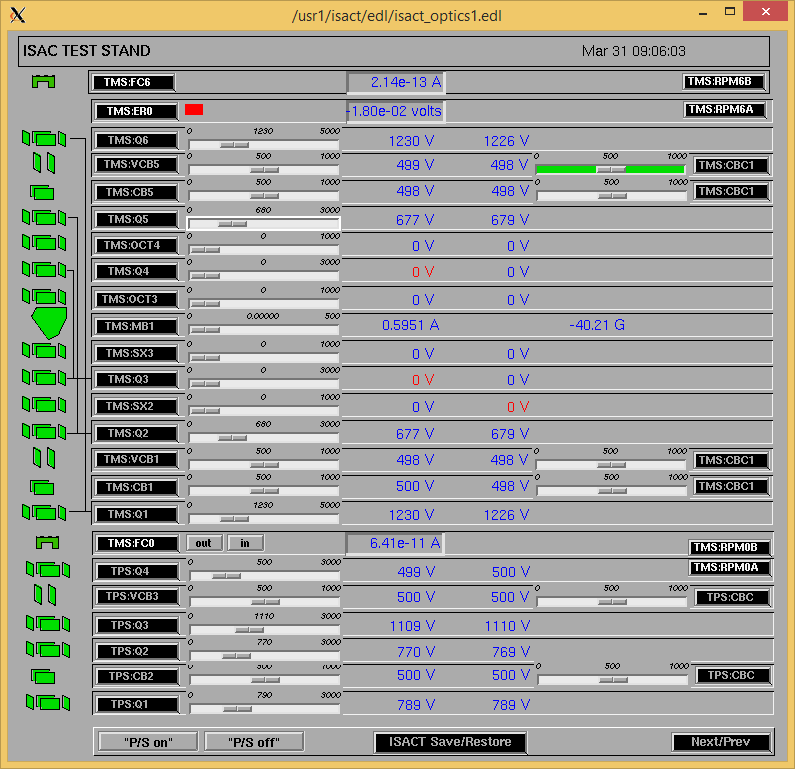 /usr1/isact/edl/isact_optics1.edl
ISAC TEST STAND Mar 31 09:06:03
TMS:FC6 2.14e-13 A TMS:RPM6B
TMS:ER0 -1.80e-02 volts TMS:RPM6A
0 1230 5000
TMS:Q6 1230 V 1226 V
0 500 1000 0 500 1000
TMS:VCB5 499 V 498 V TMS:CBC1
0 500 1000 0 500 1000
TMS:CB5 498 V 498 V TMS:CBC1
0 680 3000
TMS:Q5 677 V 679 V
0 0 1000
TMS:OCT4 0 V 0 V
0 0 3000
TMS:Q4 0 V 0 V
0 0 1000
TMS:OCT3 0 V 0 V
0 0.00000 500
TMS:MB1 0.5951 A -40.21 G
0 0 1000
TMS:SX3 0 V 0 V
0 0 3000
TMS:Q3 0 V 0 V
0 0 1000
TMS:SX2 0 V 0 V
0 680 3000
TMS:Q2 677 V 679 V
0 500 1000 0 500 1000
TMS:VCB1 498 V 498 V TMS:CBC1
0 500 1000 0 500 1000
TMS:CB1 500 V 498 V TMS:CBC1
0 1230 5000
TMS:Q1 1230 V 1226 V
TMS:FC0 out in 6.41e-11 A TMS:RPM0B
0 500 3000 TMS:RPM0A
TPS:Q4 499 V 500 V
0 500 1000 0 500 1000
TPS:VCB3 500 V 500 V TPS:CBC
0 1110 3000
TPS:Q3 1109 V 1110 V
0 770 3000
TPS:Q2 770 V 769 V
0 500 1000 0 500 1000
TPS:CB2 500 V 500 V TPS:CBC
0 790 3000
TPS:Q1 789 V 789 V
"P/S on" "P/S off" ISACT Save/Restore Next/Prev